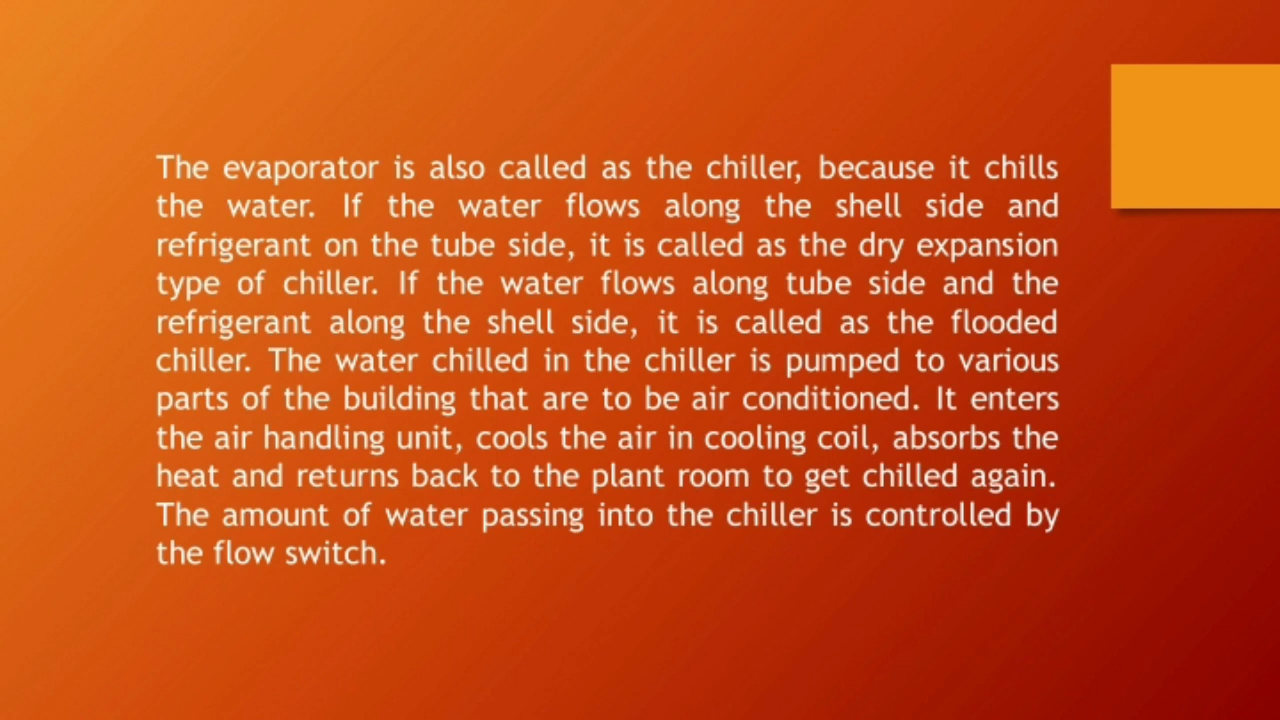 The evaporator is also called as the chiller, because it chills
the water. If the water flows along the shell side and
refrigerant on the tube side, it is called as the dry expansion
type of chiller. If the water flows along tube side and the
refrigerant along the shell side, it is called as the flooded
chiller. The water chilled in the chiller is pumped to various
parts of the building that are to be air conditioned. It enters
the air handling unit, cools the air in cooling coil, absorbs the
heat and returns back to the plant room to get chilled again.
The amount of water passing into the chiller is controlled by
the flow switch.